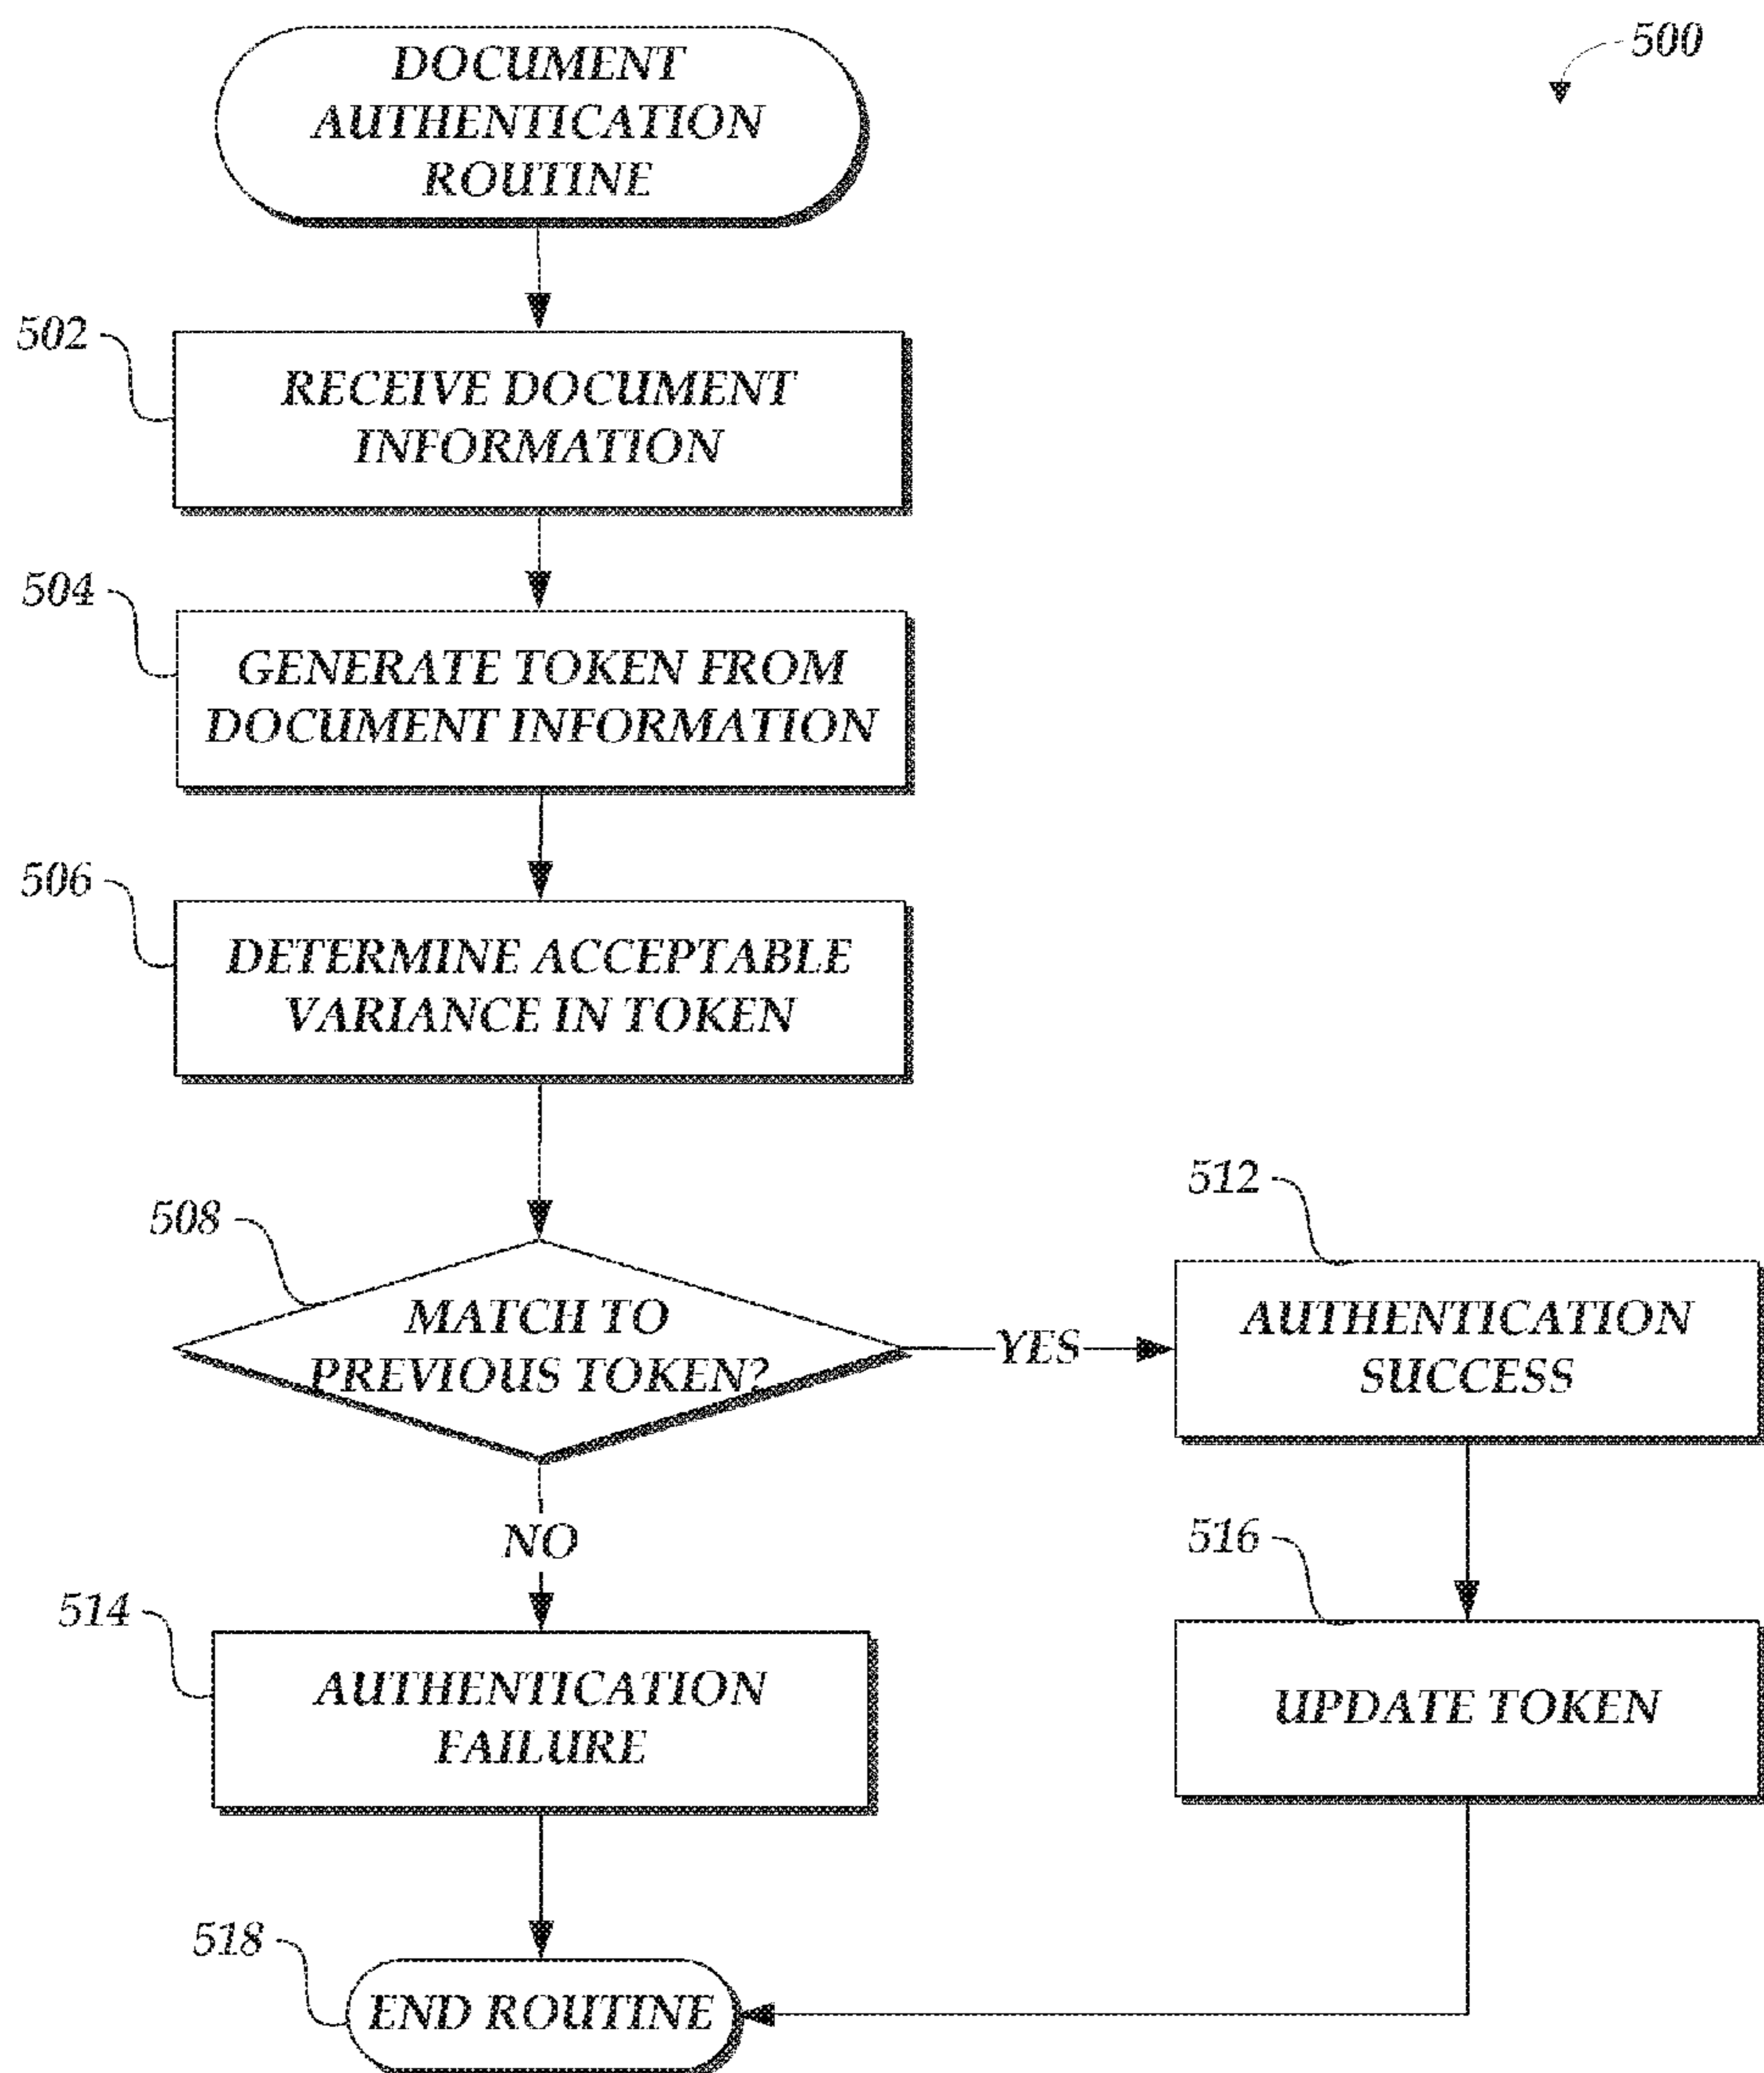 500
DOCUMENT
AUTHENTICATION
ROUTINE
502
RECEIVE DOCUMENT
INFORMATION
504
GENERATE TOKEN FROM
DOCUMENT INFORMATION
506
DETERMINE ACCEPTABLE
VARIANCE IN TOKEN
508
MATCH TO
PREVIOUS TOKEN?
YES
512
AUTHENTICATION
SUCCESS
NO
516
UPDATE TOKEN
514
AUTHENTICATION
FAILURE
518
END ROUTINE